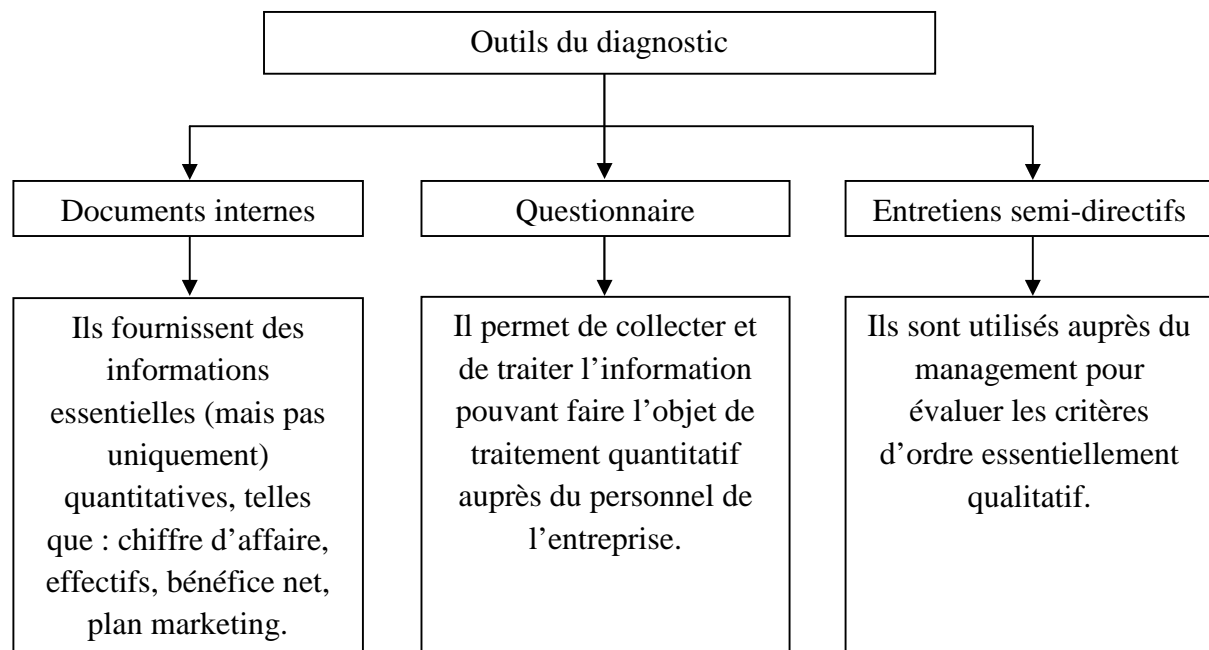 Outils du diagnostic
Documents internes
Questionnaire
Entretiens semi-directifs
Ils fournissent des
informations
essentielles (mais pas
uniquement)
quantitatives, telles
que : chiffre d’affaire,
effectifs, bénéfice net,
plan marketing.
Il permet de collecter et
de traiter l’information
pouvant faire l’objet de
traitement quantitatif
auprès du personnel de
l’entreprise.
Ils sont utilisés auprès du
management pour
évaluer les critères
d’ordre essentiellement
qualitatif.